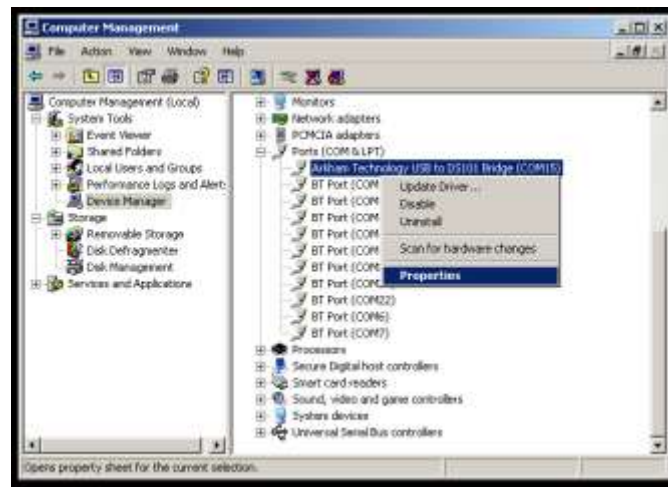 Computer Management
File Action View Window Help
Computer Management (Local)
System Tools
Event Viewer
Shared Folders
Local Users and Groups
Performance Logs and Alert
Device Manager
Storage
Removable Storage
Disk Defragmenter
Disk Management
Services and Applications
Monitors
Network adapters
PCMCIA adapters
Ports (COM & LPT)
Arkham Technology USB to DS101 Bridge (COM15)
BT Port (COM
BT Port (COM
BT Port (COM
BT Port (COM
BT Port (COM
BT Port (COM
BT Port (COM
BT Port (COM22)
BT Port (COM6)
BT Port (COM7)
Processors
Secure Digital host controllers
Smart card readers
Sound, video and game controllers
System devices
Universal Serial Bus controllers
Update Driver...
Disable
Uninstall
Scan for hardware changes
Properties
Opens property sheet for the current selection.